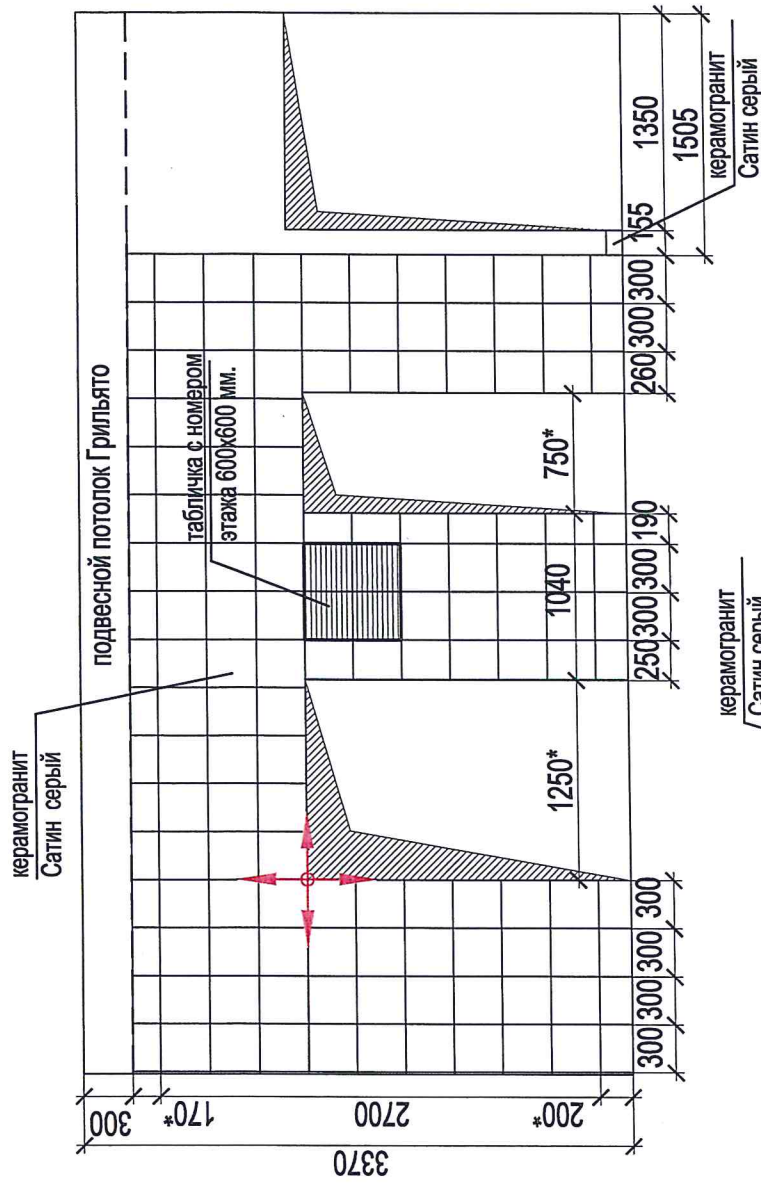 подвесной потолок Грильято
керамогранит
Сатин серый
табличка с номером
этажа 600х600 мм.
300
170*
2700
200*
3370
300
300
300
300
1250*
250
300
300
190
1040
750*
260
300
300
155
1350
1505
керамогранит
Сатин серый
керамогранит
Сатин серый